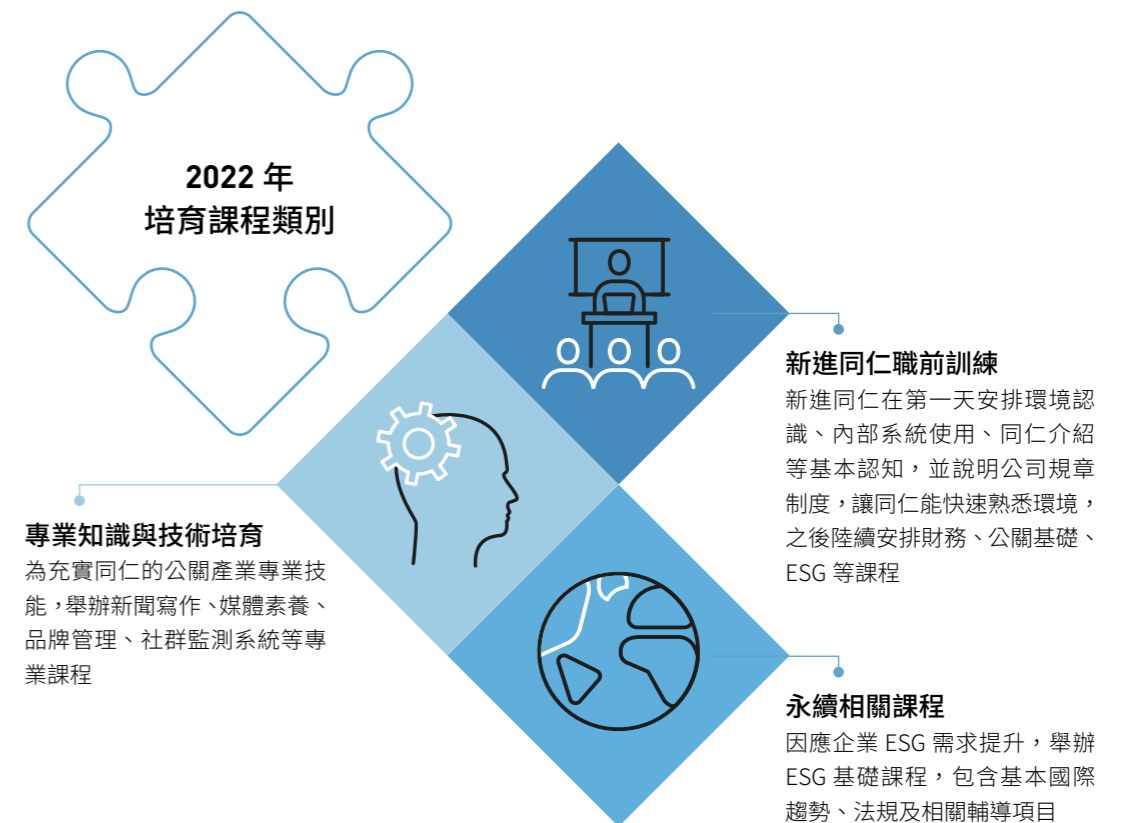 2022 年
培育課程類別
新進同仁職前訓練
新進同仁在第一天安排環境認
識、內部系統使用、同仁介紹
等基本認知，並說明公司規章
制度，讓同仁能快速熟悉環境，
之後陸續安排財務、公關基礎、
ESG 等課程
專業知識與技術培育
為充實同仁的公關產業專業技
能，舉辦新聞寫作、媒體素養、
品牌管理、社群監測系統等專
業課程
永續相關課程
因應企業 ESG 需求提升，舉辦
ESG 基礎課程，包含基本國際
趨勢、法規及相關輔導項目